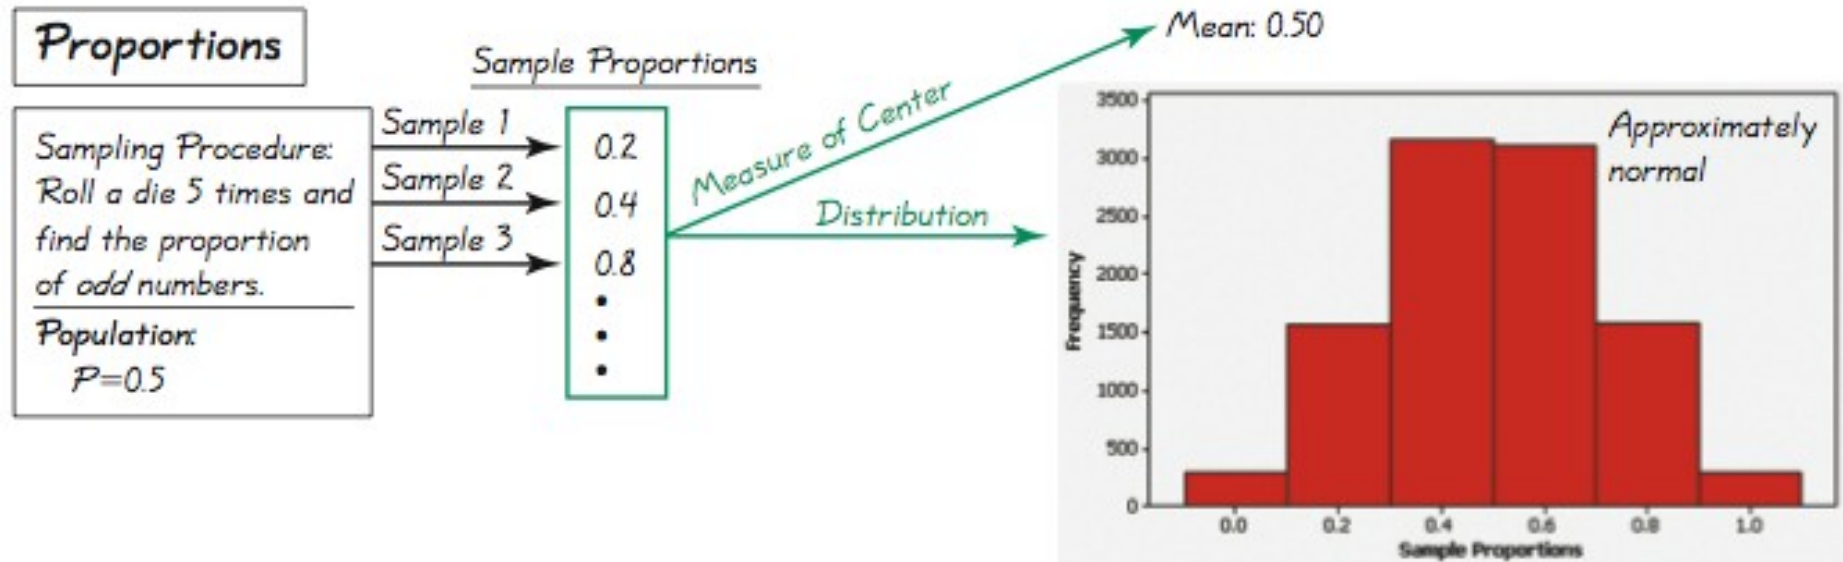 Proportions
Sampling Procedure:
Roll a die 5 times and
find the proportion
of odd numbers.
Population:
P=0.5
Sample 1
Sample 2
Sample 3
Sample Proportions
0.2
0.4
0.8
Measure of Center
Distribution
Mean: 0.50
Approximately
normal
3500
3000
2500
2000
1500
1000
500
0
Frequency
0.0 0.2 0.4 0.6 0.8 1.0
Sample Proportions